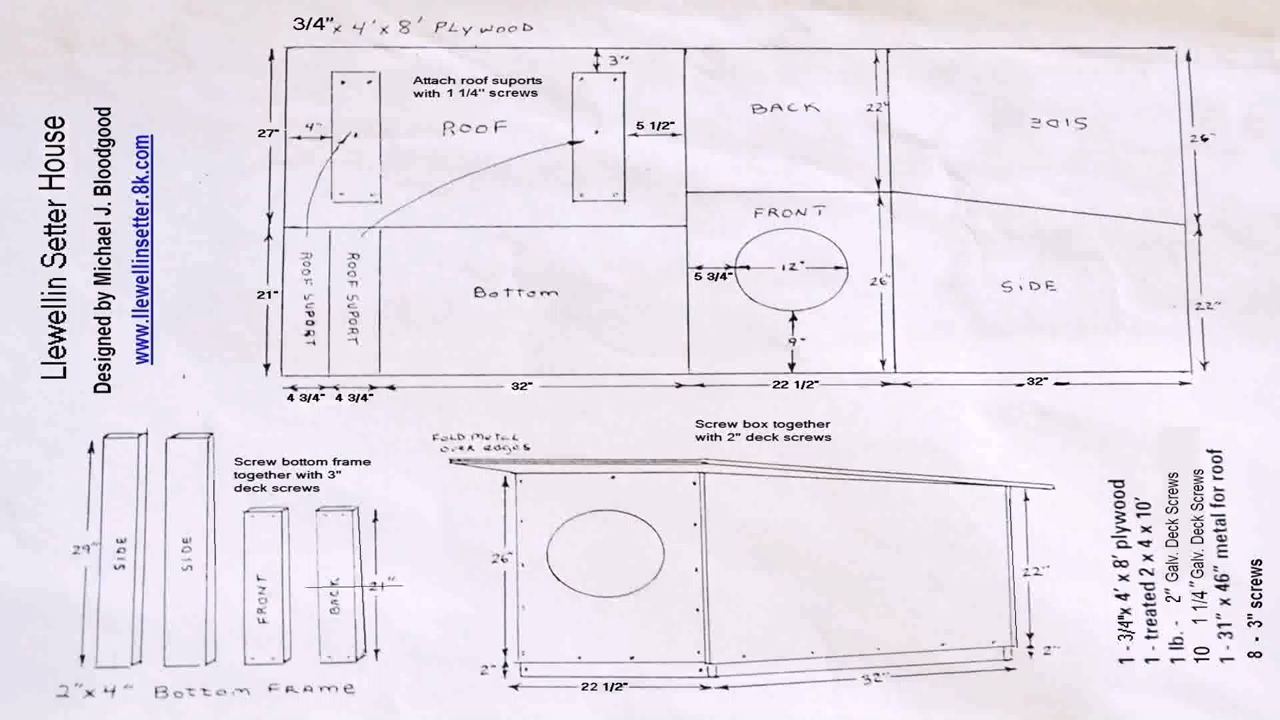 3/4"x 4'x 8' PLYWOOD
Llewellin Setter House
Designed by Michael J. Bloodgood
www.llewellinsetter.8k.com
3"
Attach roof suports
with 1 1/4" screws
27"
4"
ROOF
5 1/2"
BACK
22"
SIDE
26"
FRONT
21"
ROOF SUPORT
ROOF SUPORT
Bottom
5 3/4"
12"
26"
SIDE
22"
9"
4 3/4"
4 3/4"
32"
22 1/2"
32"
Screw box together
with 2" deck screws
FOLD METAL
OVER EDGES
Screw bottom frame
together with 3"
deck screws
29"
SIDE
SIDE
FRONT
BACK
21"
2"x4" BOTTOM FRAME
26"
2"
22 1/2"
32"
22"
2"
1 - 3/4"x 4' x 8' plywood
1 - treated 2 x 4 x 10'
1 lb. - 2" Galv. Deck Screws
10 1 1/4" Galv. Deck Screws
1 - 31" x 46" metal for roof
8 - 3" screws